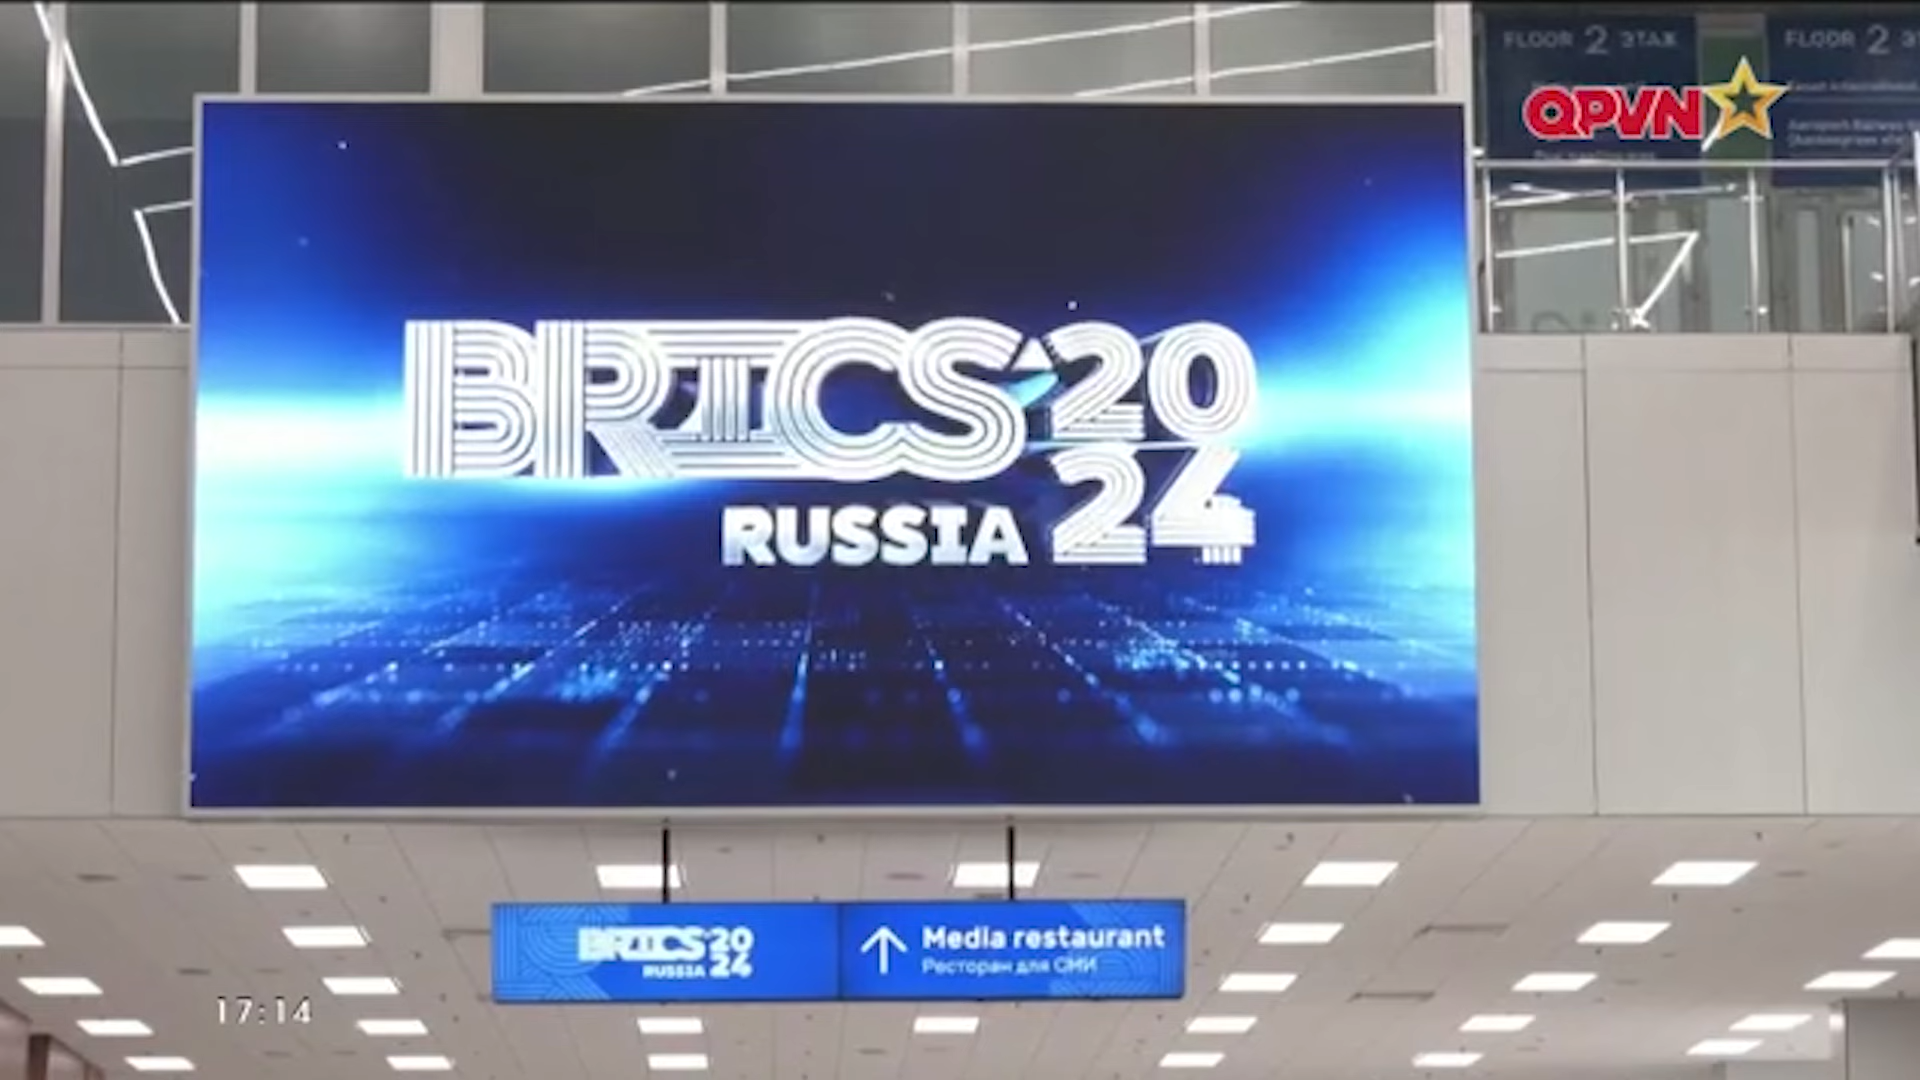 FLOOR 2 ЭТАЖ
FLOOR 2
QPVN
BRICS 2024
RUSSIA
BRICS 2024
RUSSIA
Media restaurant
Ресторан для СМИ
17:14